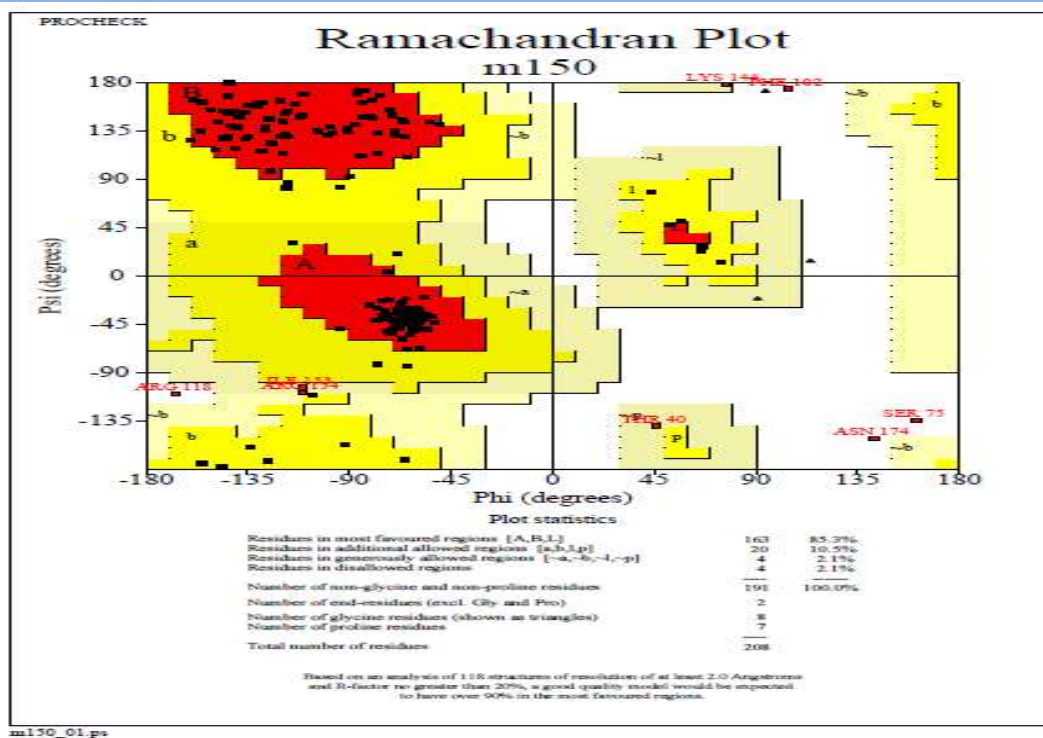 PROCHECK
Ramachandran Plot
m150
LYS 144
PHE 102
180
B
~b
b
135
b
~b
~l
90
l
45
a
A
0
~a
Psi (degrees)
-45
-90
ARG 118
SER 75
THR 40
-135
~b
b
P
ASN 174
~b
-180
-135
-90
-45
0
45
90
135
180
Phi (degrees)
Plot statistics
Residues in most favoured regions [A,B,L] 163 85.3%
Residues in additional allowed regions [a,b,l,p] 20 10.5%
Residues in generously allowed regions [~a,~b,~l,~p] 4 2.1%
Residues in disallowed regions 4 2.1%
Number of non-glycine and non-proline residues 191 100.0%
Number of end-residues (excl. Gly and Pro) 2
Number of glycine residues (shown as triangles) 8
Number of proline residues 7
Total number of residues 208
Based on an analysis of 118 structures of resolution of at least 2.0 Angstroms
and R-factor no greater than 20%, a good quality model would be expected
to have over 90% in the most favoured regions.
m150_01.ps